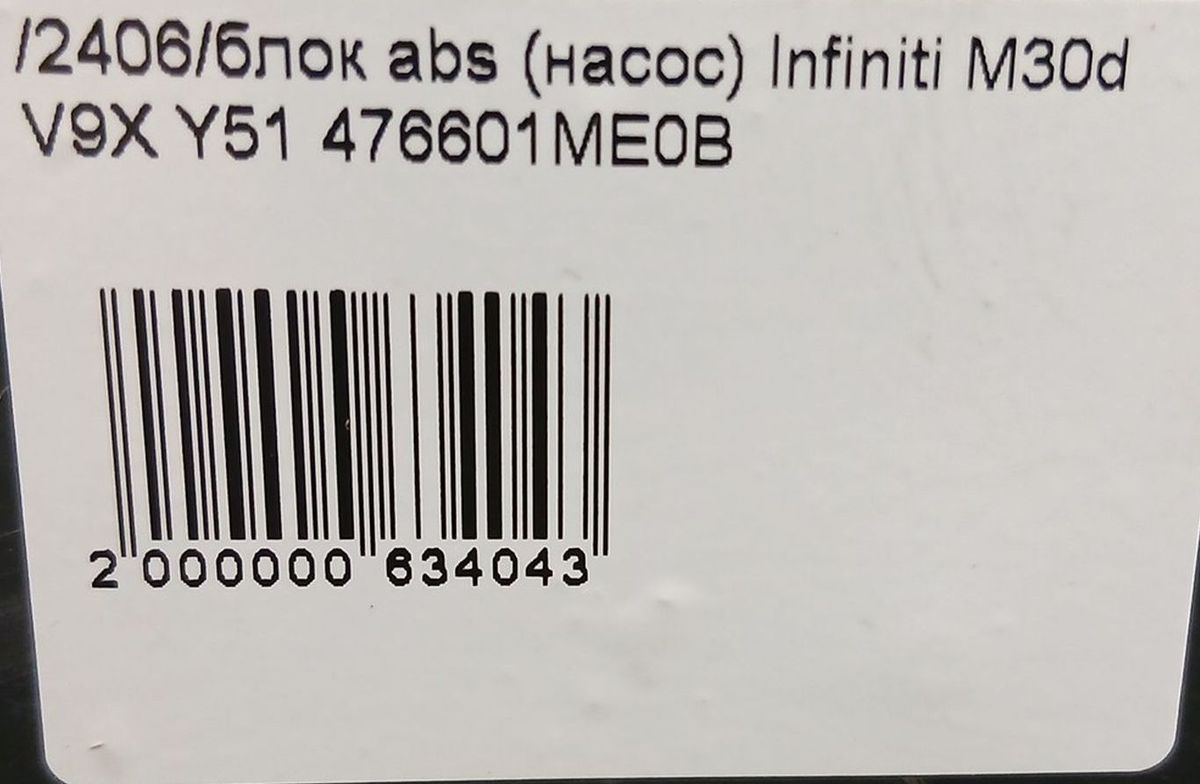 /2406/блок abs (насос) Infiniti M30d
V9X Y51 476601ME0B
2 000000 634043